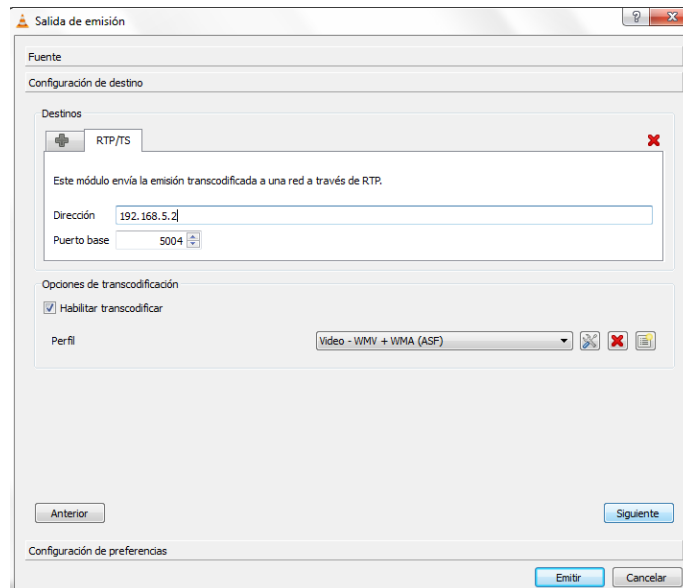 Salida de emisión
Fuente
Configuración de destino
Destinos
RTP/TS
Este módulo envía la emisión transcodificada a una red a través de RTP.
Dirección 192.168.5.2
Puerto base 5004
Opciones de transcodificación
Habilitar transcodificar
Perfil Video - WMV + WMA (ASF)
Anterior Siguiente
Configuración de preferencias
Emitir Cancelar